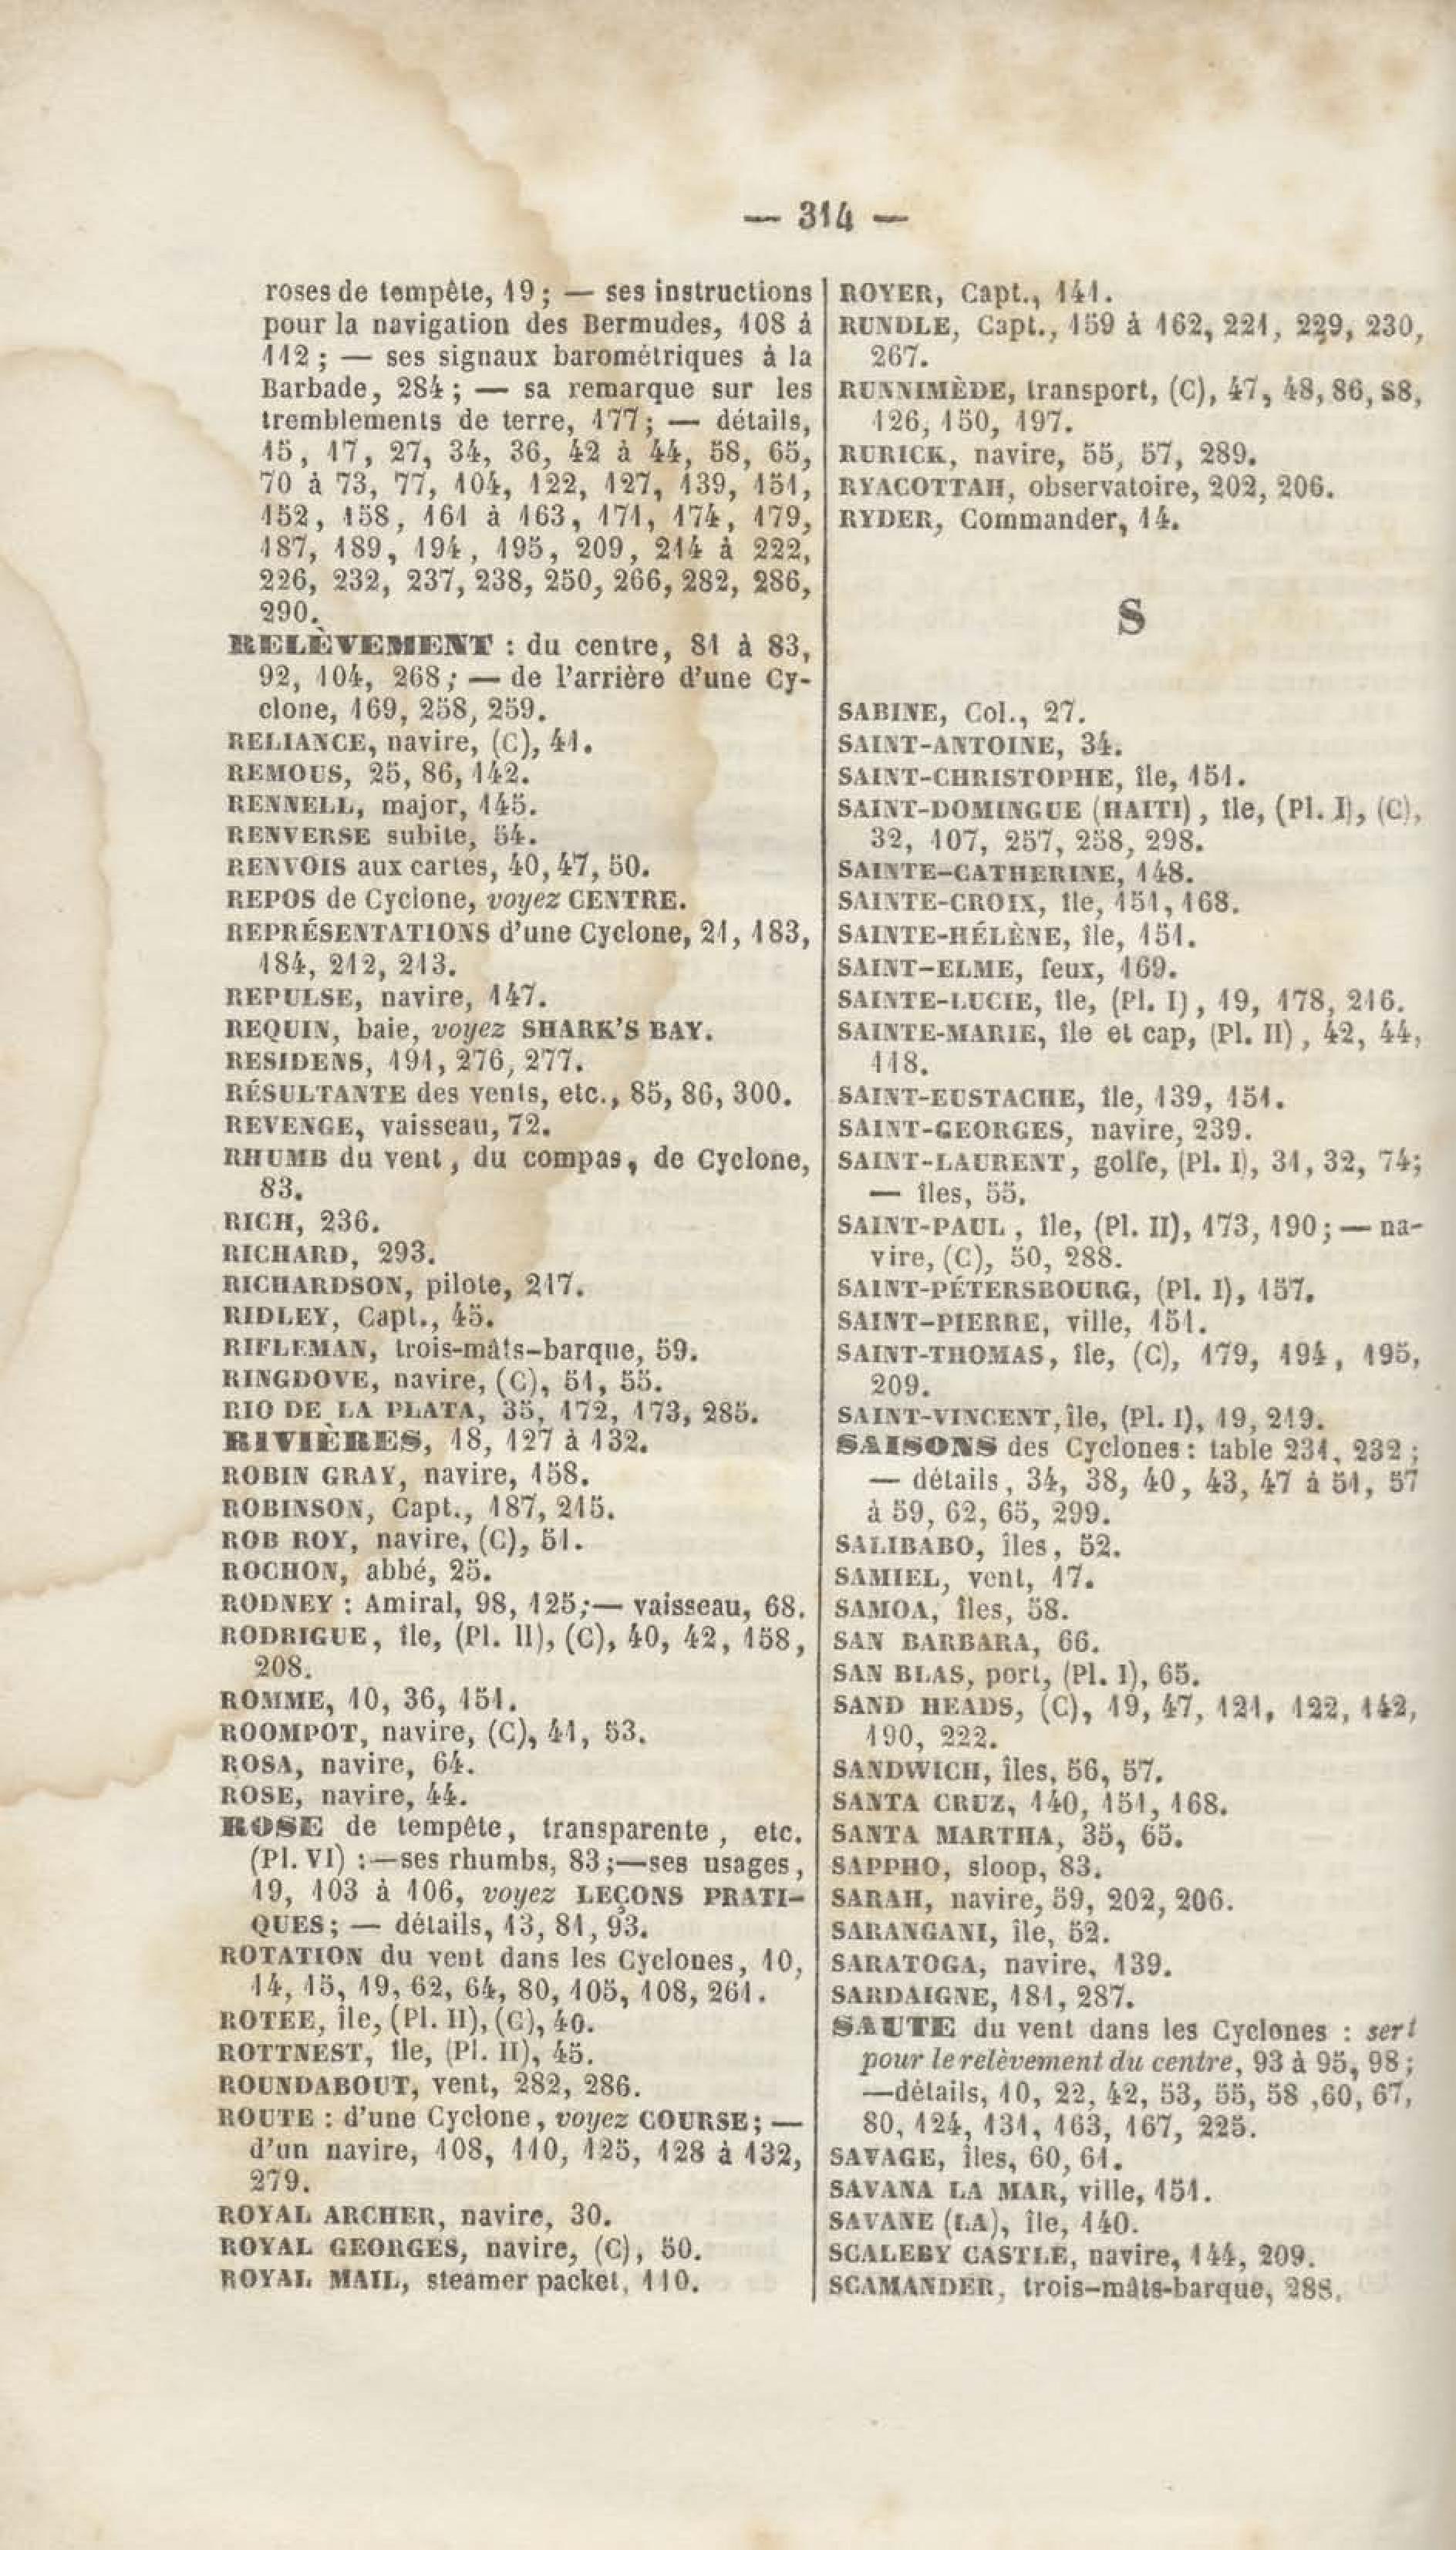 — 314 —
roses de tempête, 19 ; — ses instructions
pour la navigation des Bermudes, 108 à
112 ; — ses signaux barométriques à la
Barbade, 284 ; — sa remarque sur les
tremblements de terre, 177 ; — détails,
15, 17, 27, 34, 36, 42 à 44, 58, 65,
70 à 73, 77, 104, 122, 127, 139, 151,
152, 158, 161 à 163, 171, 174, 179,
187, 189, 194, 195, 209, 214 à 222,
226, 232, 237, 238, 250, 266, 282, 286,
290.
RELÈVEMENT : du centre, 81 à 83,
92, 104, 268 ; — de l'arrière d'une Cy-
clone, 169, 258, 259.
RELIANCE, navire, (C), 41.
REMOUS, 25, 86, 142.
RENNELL, major, 145.
RENVERSE subite, 54.
RENVOIS aux cartes, 40, 47, 50.
REPOS de Cyclone, voyez CENTRE.
REPRÉSENTATIONS d'une Cyclone, 21, 183,
184, 212, 213.
REPULSE, navire, 147.
REQUIN, baie, voyez SHARK'S BAY.
RESIDENS, 191, 276, 277.
RÉSULTANTE des vents, etc., 85, 86, 300.
REVENGE, vaisseau, 72.
RHUMB du vent, du compas, de Cyclone,
83.
RICH, 236.
RICHARD, 293.
RICHARDSON, pilote, 217.
RIDLEY, Capt., 45.
RIFLEMAN, trois-mâts-barque, 59.
RINGDOVE, navire, (C), 51, 55.
RIO DE LA PLATA, 35, 172, 173, 285.
RIVIÈRES, 18, 127 à 132.
ROBIN GRAY, navire, 158.
ROBINSON, Capt., 187, 215.
ROB ROY, navire, (C), 51.
ROCHON, abbé, 25.
RODNEY : Amiral, 98, 125 ;— vaisseau, 68.
RODRIGUE, île, (Pl. II), (C), 40, 42, 158,
208.
ROMME, 10, 36, 151.
ROOMPOT, navire, (C), 41, 53.
ROSA, navire, 64.
ROSE, navire, 44.
ROSE de tempête, transparente, etc.
(Pl. VI) :—ses rhumbs, 83 ;—ses usages,
19, 103 à 106, voyez LEÇONS PRATI-
QUES ; — détails, 13, 81, 93.
ROTATION du vent dans les Cyclones, 10,
14, 15, 19, 62, 64, 80, 105, 108, 261.
ROTEE, île, (Pl. II), (C), 40.
ROTTNEST, île, (Pl. II), 45.
ROUNDABOUT, vent, 282, 286.
ROUTE : d'une Cyclone, voyez COURSE ; —
d'un navire, 108, 110, 125, 128 à 132,
279.
ROYAL ARCHER, navire, 30.
ROYAL GEORGES, navire, (C), 50.
ROYAL MAIL, steamer packet, 110.
ROYER, Capt., 141.
RUNDLE, Capt., 159 à 162, 221, 229, 230,
267.
RUNNIMÈDE, transport, (C), 47, 48, 86, 88,
126, 150, 197.
RURICK, navire, 55, 57, 289.
RYACOTTAH, observatoire, 202, 206.
RYDER, Commander, 14.
S
SABINE, Col., 27.
SAINT-ANTOINE, 34.
SAINT-CHRISTOPHE, île, 151.
SAINT-DOMINGUE (HAITI), île, (Pl. I), (C),
32, 107, 257, 258, 298.
SAINTE-CATHERINE, 148.
SAINTE-CROIX, île, 151, 168.
SAINTE-HÉLÈNE, île, 151.
SAINT-ELME, feux, 169.
SAINTE-LUCIE, île, (Pl. I), 19, 178, 216.
SAINTE-MARIE, île et cap, (Pl. II), 42, 44,
118.
SAINT-EUSTACHE, île, 139, 151.
SAINT-GEORGES, navire, 239.
SAINT-LAURENT, golfe, (Pl. I), 31, 32, 74 ;
— îles, 55.
SAINT-PAUL, île, (Pl. II), 173, 190 ; — na-
vire, (C), 50, 288.
SAINT-PÉTERSBOURG, (Pl. I), 157.
SAINT-PIERRE, ville, 151.
SAINT-THOMAS, île, (C), 179, 194, 195,
209.
SAINT-VINCENT, île, (Pl. I), 19, 219.
SAISONS des Cyclones : table 231, 232 ;
— détails, 34, 38, 40, 43, 47 à 51, 57
à 59, 62, 65, 299.
SALIBABO, îles, 52.
SAMIEL, vent, 17.
SAMOA, îles, 58.
SAN BARBARA, 66.
SAN BLAS, port, (Pl. I), 65.
SAND HEADS, (C), 19, 47, 121, 122, 142,
190, 222.
SANDWICH, îles, 56, 57.
SANTA CRUZ, 140, 151, 168.
SANTA MARTHA, 35, 65.
SAPPHO, sloop, 83.
SARAH, navire, 59, 202, 206.
SARANGANI, île, 52.
SARATOGA, navire, 139.
SARDAIGNE, 181, 287.
SAUTE du vent dans les Cyclones : sert
pour le relèvement du centre, 93 à 95, 98 ;
—détails, 10, 22, 42, 53, 55, 58 ,60, 67,
80, 124, 131, 163, 167, 225.
SAVAGE, îles, 60, 61.
SAVANA LA MAR, ville, 151.
SAVANE (LA), île, 140.
SCALEBY CASTLE, navire, 144, 209.
SCAMANDER, trois-mâts-barque, 288.